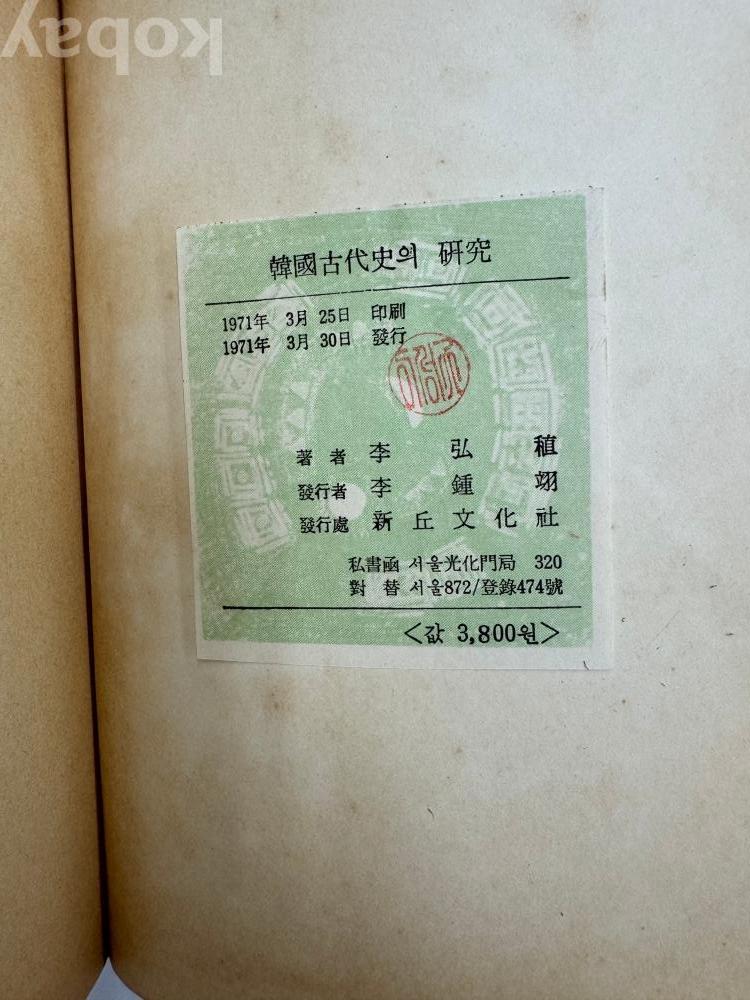 kobay
韓國古代史의 硏究
1971年 3月 25日 印刷
1971年 3月 30日 發行
著者 李弘稙
發行者 李鍾翊
發行處 新丘文化社
私書函 서울光化門局 320
對替 서울872/登錄474號
<값 3,800원>